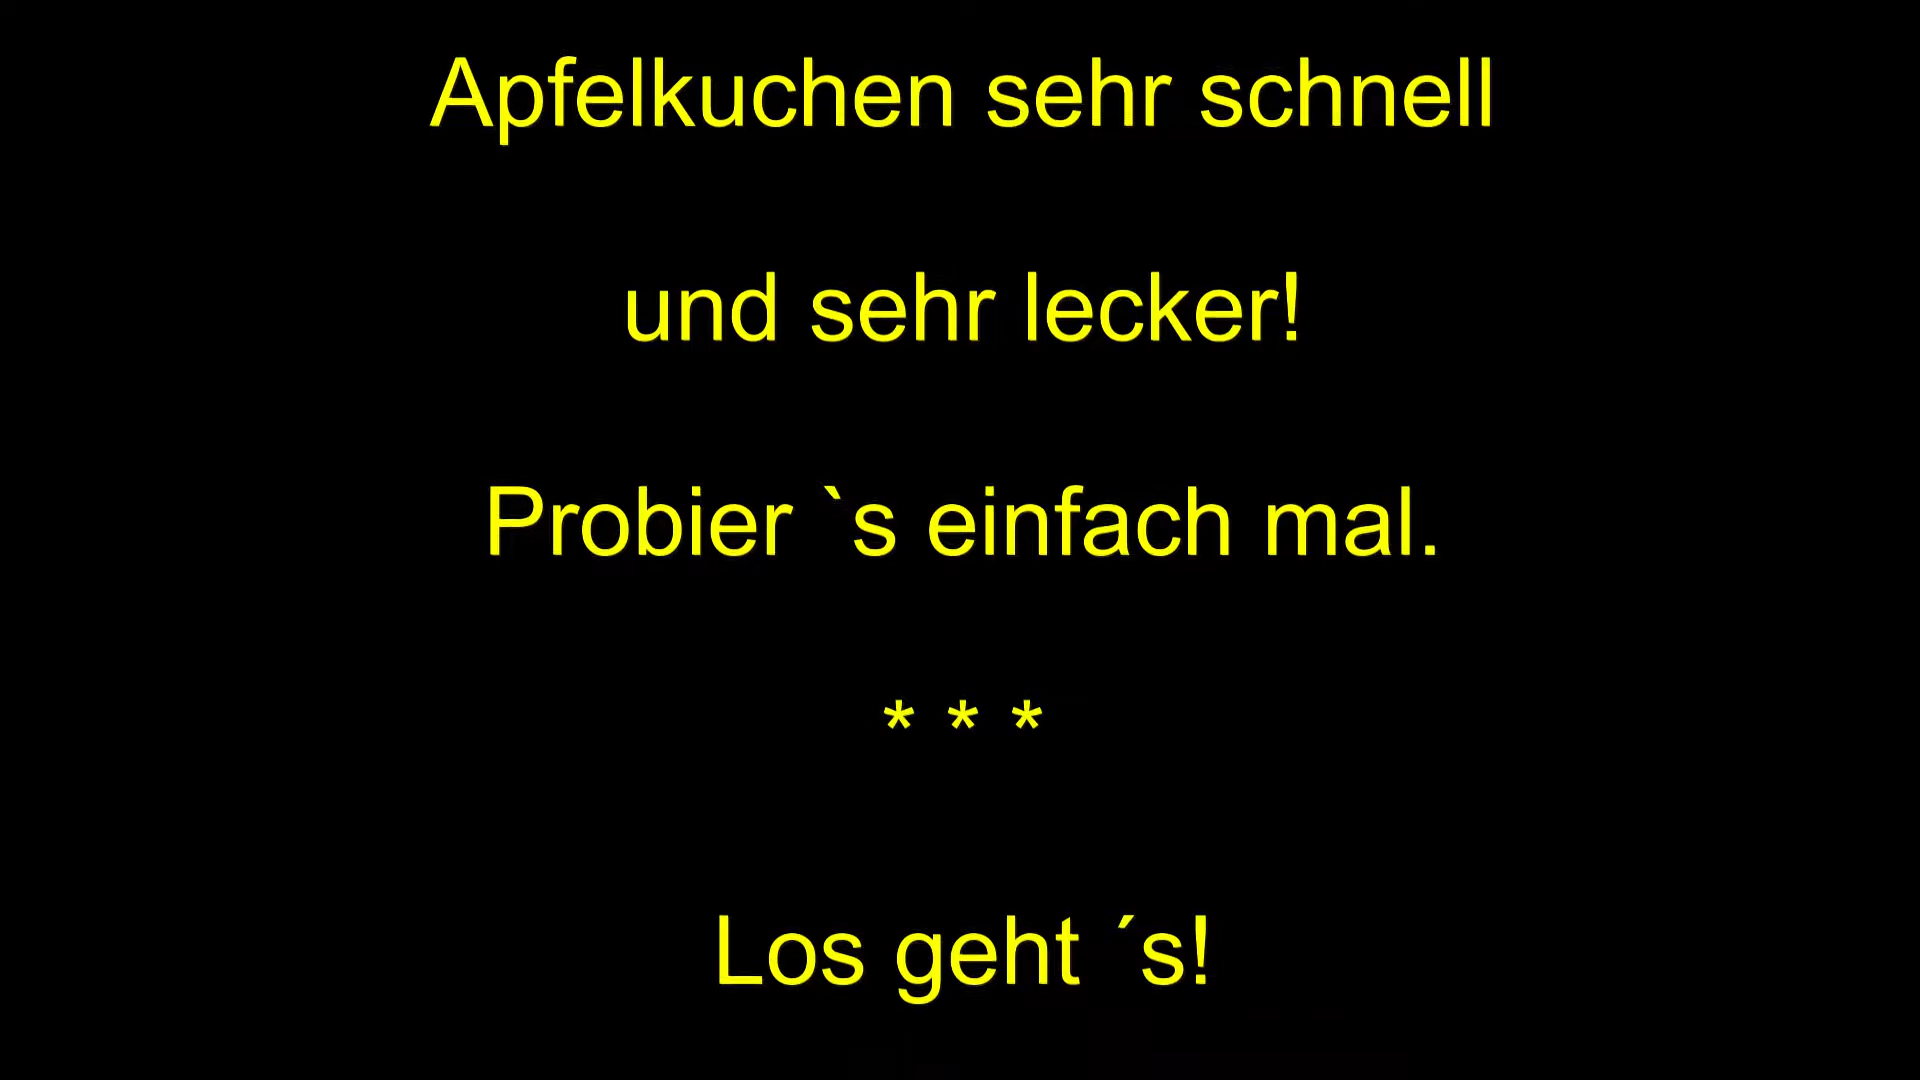 Apfelkuchen sehr schnell
und sehr lecker!
Probier `s einfach mal.
* * *
Los geht ´s!